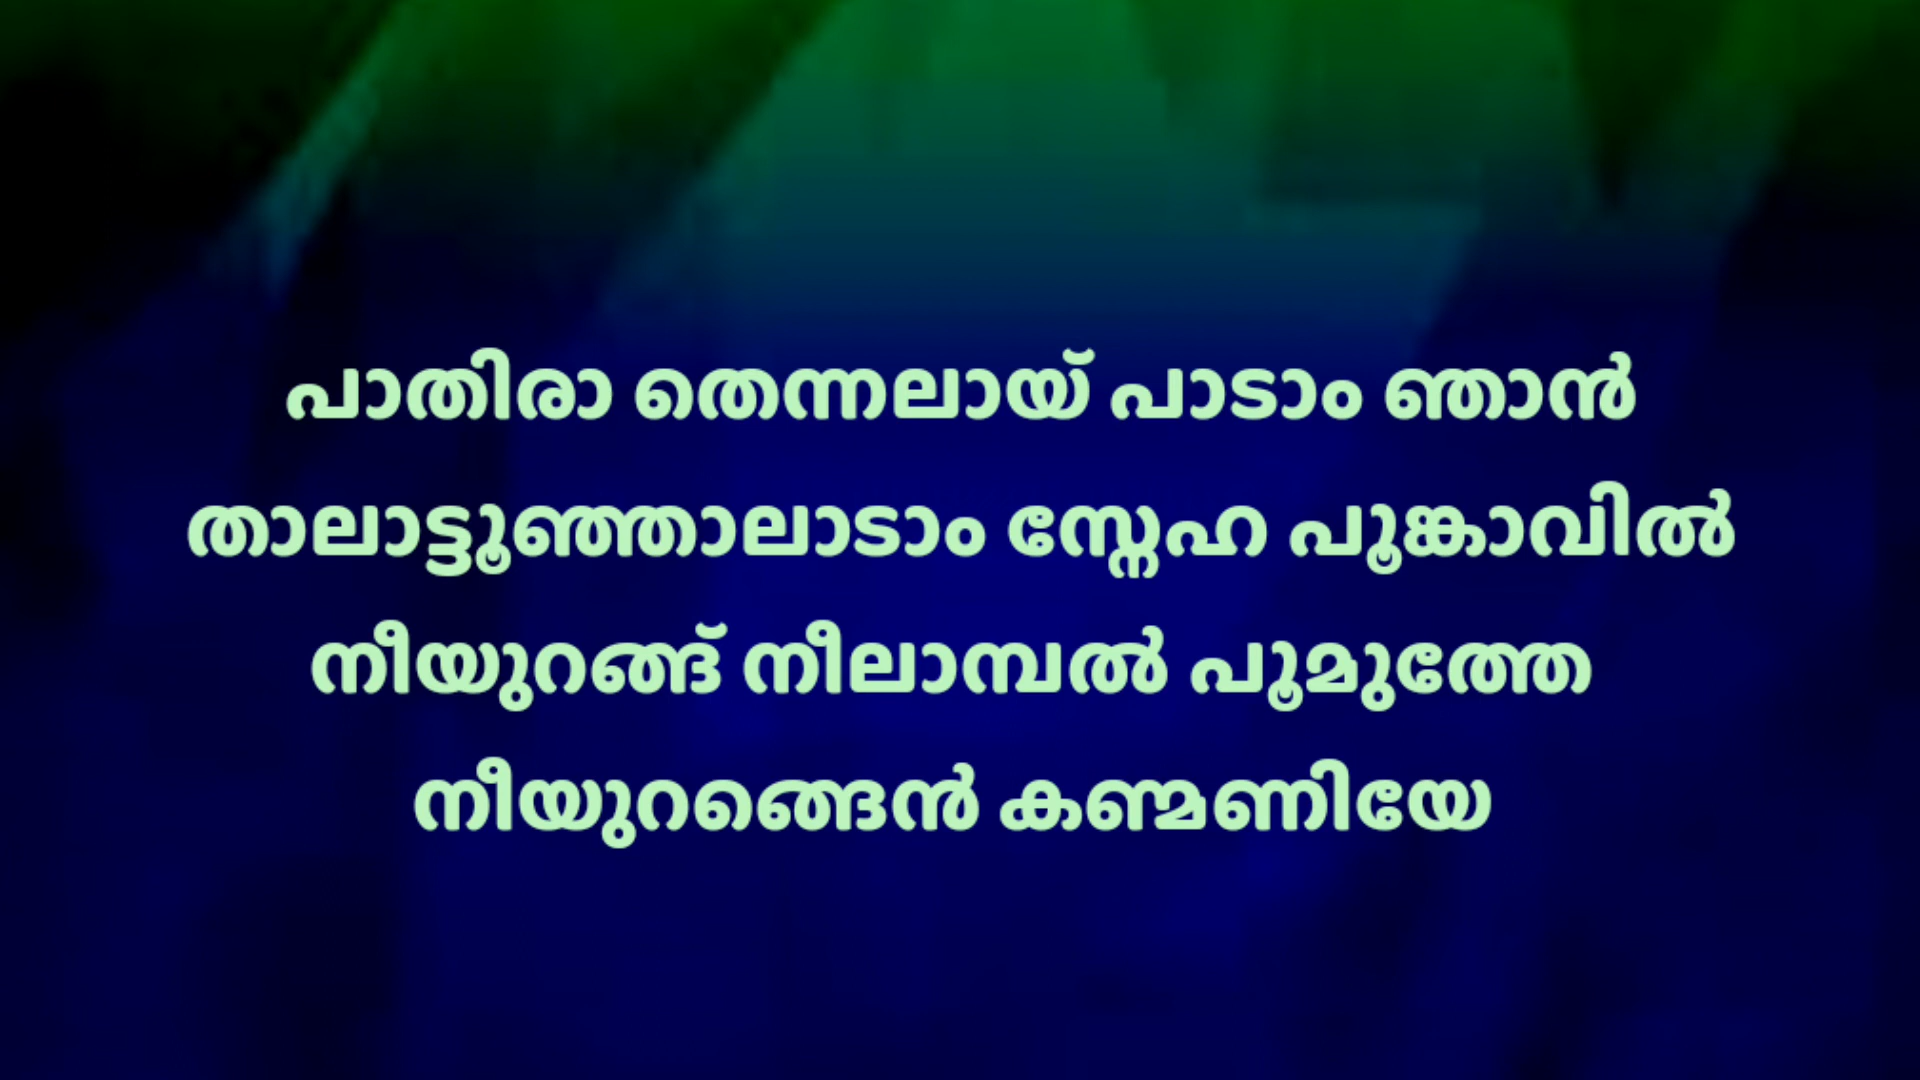 പാതിരാ തെന്നലായ് പാടാം ഞാൻ
താലാട്ടൂഞ്ഞാലാടാം സ്നേഹ പൂങ്കാവിൽ
നീയുറങ്ങ് നീലാമ്പൽ പൂമുത്തേ
നീയുറങ്ങെൻ കണ്മണിയേ